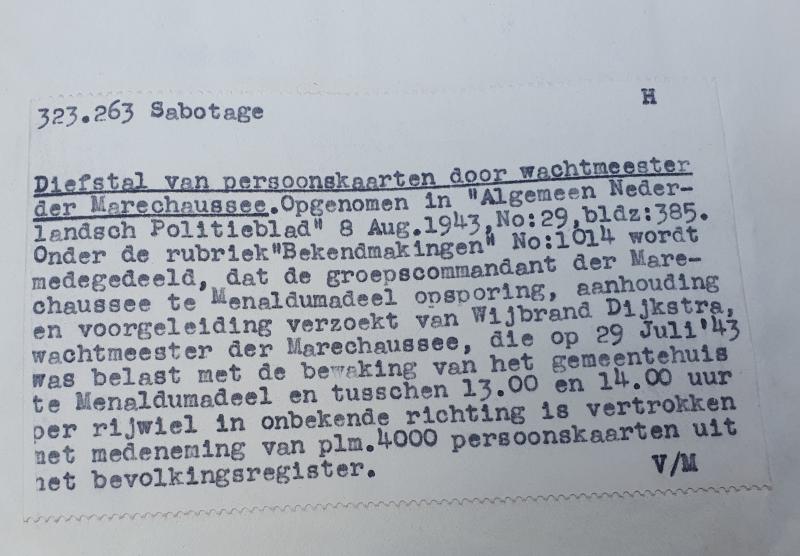 323.263 Sabotage
H
Diefstal van persoonskaarten door wachtmeester
der Marechaussee.Opgenomen in "Algemeen Neder-
landsch Politieblad" 8 Aug.1943,No:29,bldz:385.
Onder de rubriek"Bekendmakingen" No:1014 wordt
medegedeeld, dat de groepscommandant der Mare-
chaussee te Menaldumadeel opsporing, aanhouding
en voorgeleiding verzoekt van Wijbrand Dijkstra,
wachtmeester der Marechaussee, die op 29 Juli'43
was belast met de bewaking van het gemeentehuis
te Menaldumadeel en tusschen 13.00 en 14.00 uur
per rijwiel in onbekende richting is vertrokken
met medeneming van plm.4000 persoonskaarten uit
het bevolkingsregister.
V/M